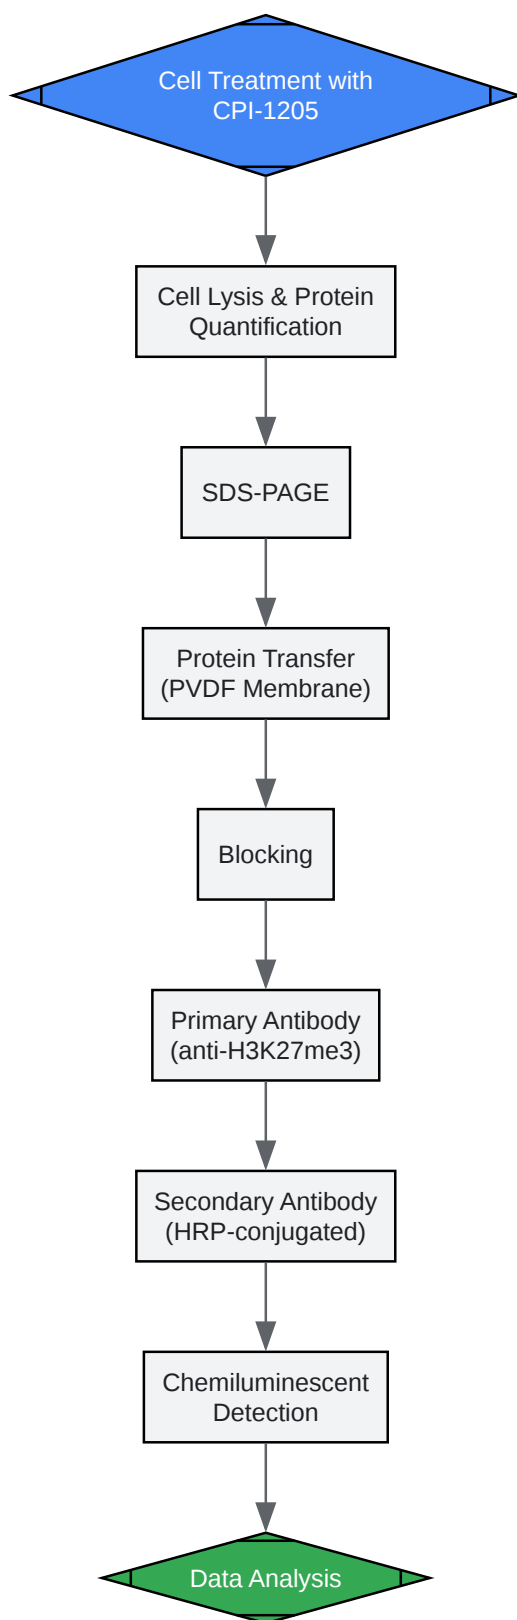 Cell Treatment with
CPI-1205
Cell Lysis & Protein
Quantification
SDS-PAGE
Protein Transfer
(PVDF Membrane)
Blocking
Primary Antibody
(anti-H3K27me3)
Secondary Antibody
(HRP-conjugated)
Chemiluminescent
Detection
Data Analysis